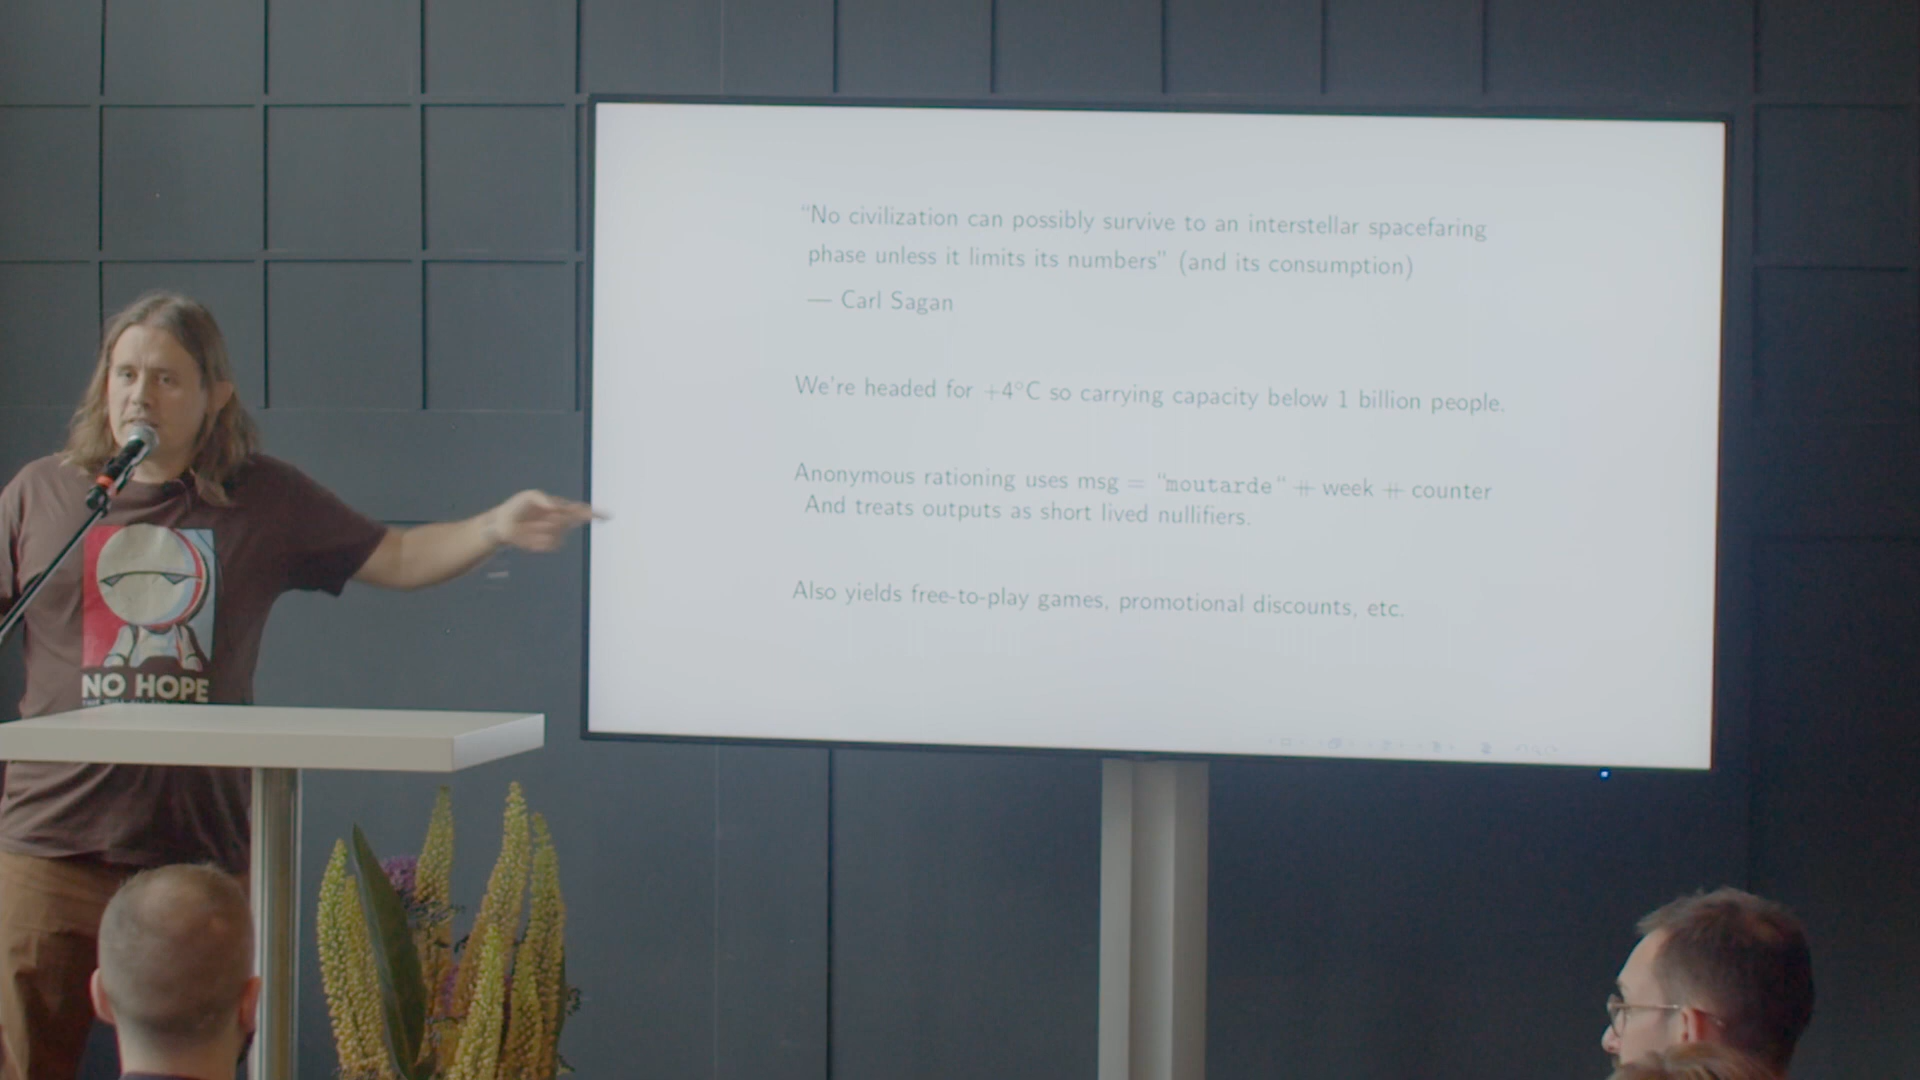 “No civilization can possibly survive to an interstellar spacefaring
phase unless it limits its numbers” (and its consumption)
— Carl Sagan
We're headed for +4°C so carrying capacity below 1 billion people.
Anonymous rationing uses msg = “moutarde” ++ week ++ counter
And treats outputs as short lived nullifiers.
Also yields free-to-play games, promotional discounts, etc.
NO HOPE